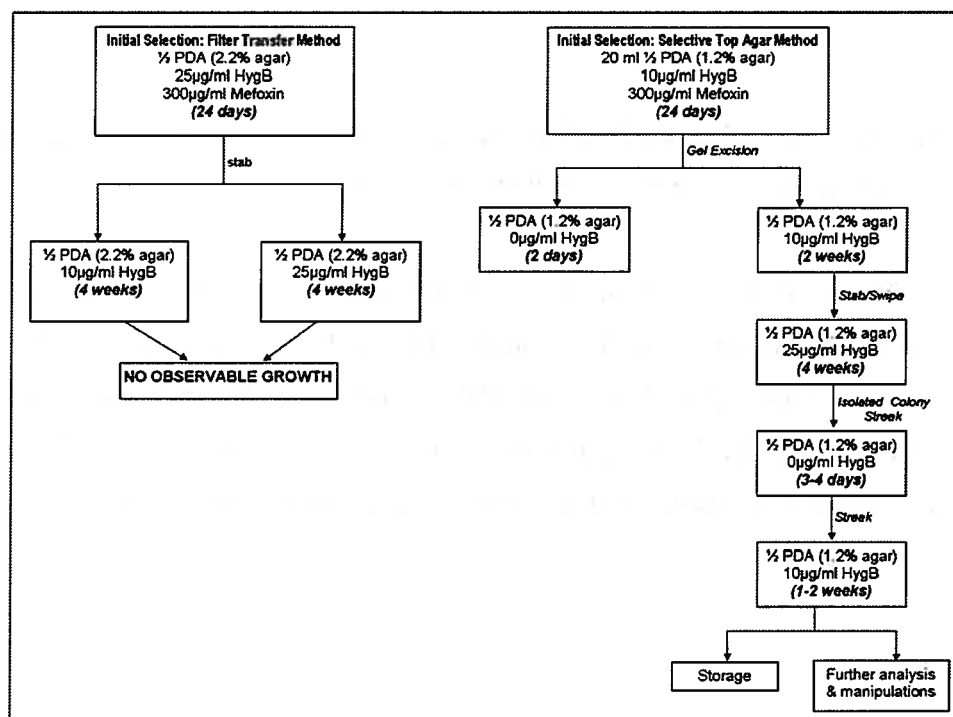 Initial Selection: Filter Transfer Method
½ PDA (2.2% agar)
25µg/ml HygB
300µg/ml Mefoxin
(24 days)
stab
½ PDA (2.2% agar)
10µg/ml HygB
(4 weeks)
½ PDA (2.2% agar)
25µg/ml HygB
(4 weeks)
NO OBSERVABLE GROWTH
Initial Selection: Selective Top Agar Method
20 ml ½ PDA (1.2% agar)
10µg/ml HygB
300µg/ml Mefoxin
(24 days)
Gel Excision
½ PDA (1.2% agar)
0µg/ml HygB
(2 days)
½ PDA (1.2% agar)
10µg/ml HygB
(2 weeks)
Stab/Swipe
½ PDA (1.2% agar)
25µg/ml HygB
(4 weeks)
Isolated Colony
Streak
½ PDA (1.2% agar)
0µg/ml HygB
(3-4 days)
Streak
½ PDA (1.2% agar)
10µg/ml HygB
(1-2 weeks)
Storage
Further analysis
& manipulations